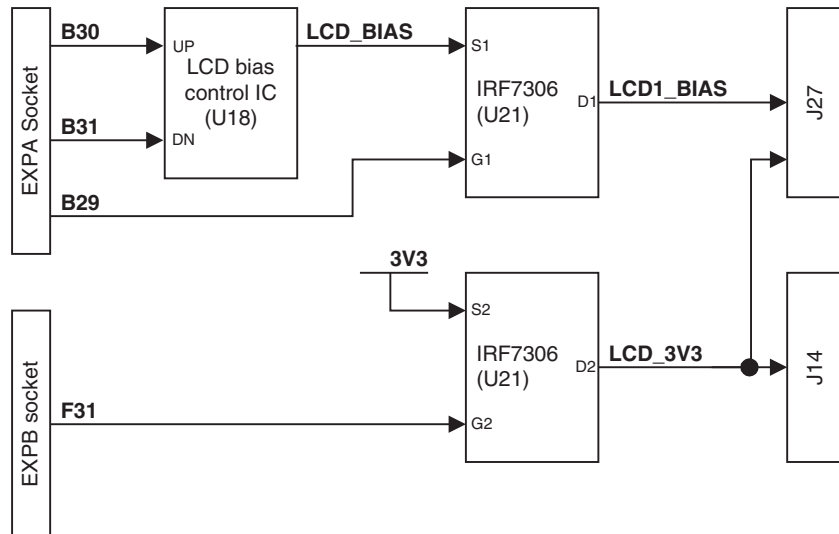 EXPA Socket
B30
B31
B29
UP
DN
LCD bias
control IC
(U18)
LCD_BIAS
S1
G1
IRF7306
(U21)
D1
LCD1_BIAS
J27
3V3
S2
G2
IRF7306
(U21)
D2
LCD_3V3
J14
EXPB socket
F31